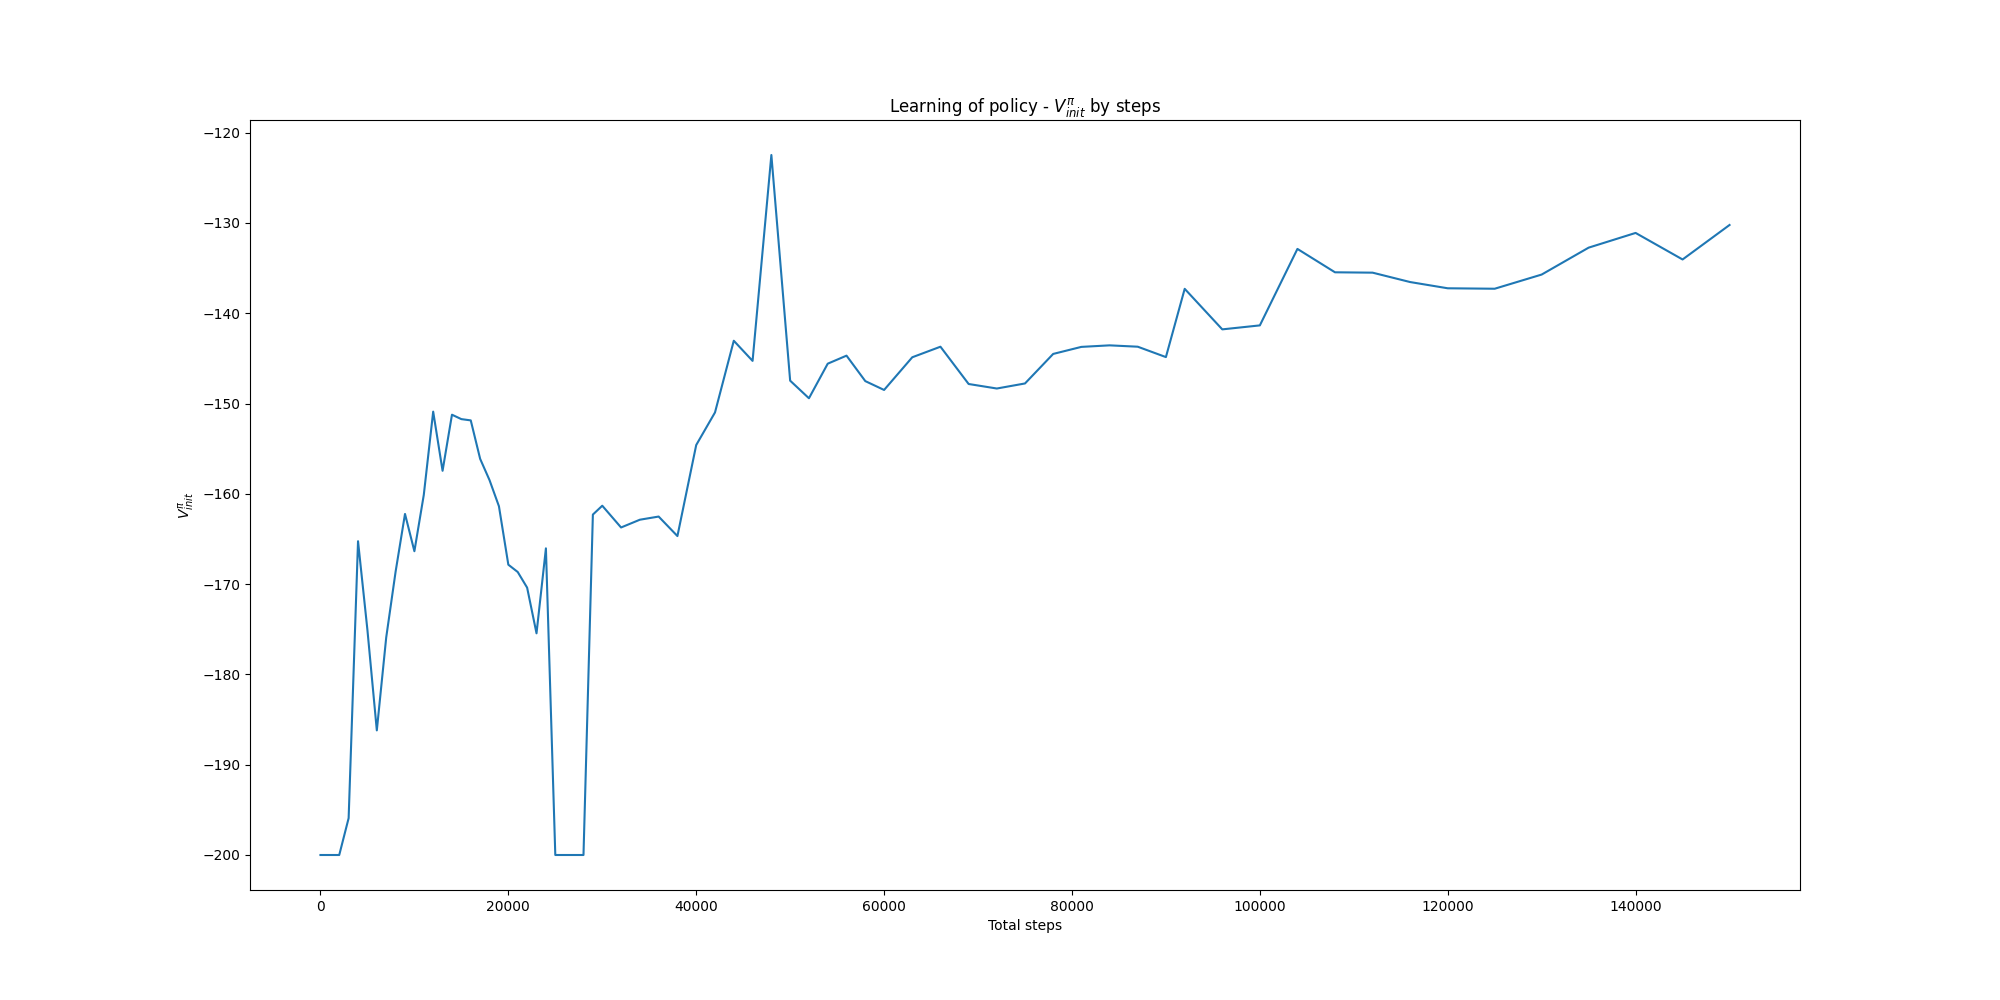 Learning of policy - $V^{\pi}_{init}$ by steps
−120
−130
−140
−150
−160
−170
−180
−190
−200
$V^{\pi}_{init}$
0 20000 40000 60000 80000 100000 120000 140000
Total steps